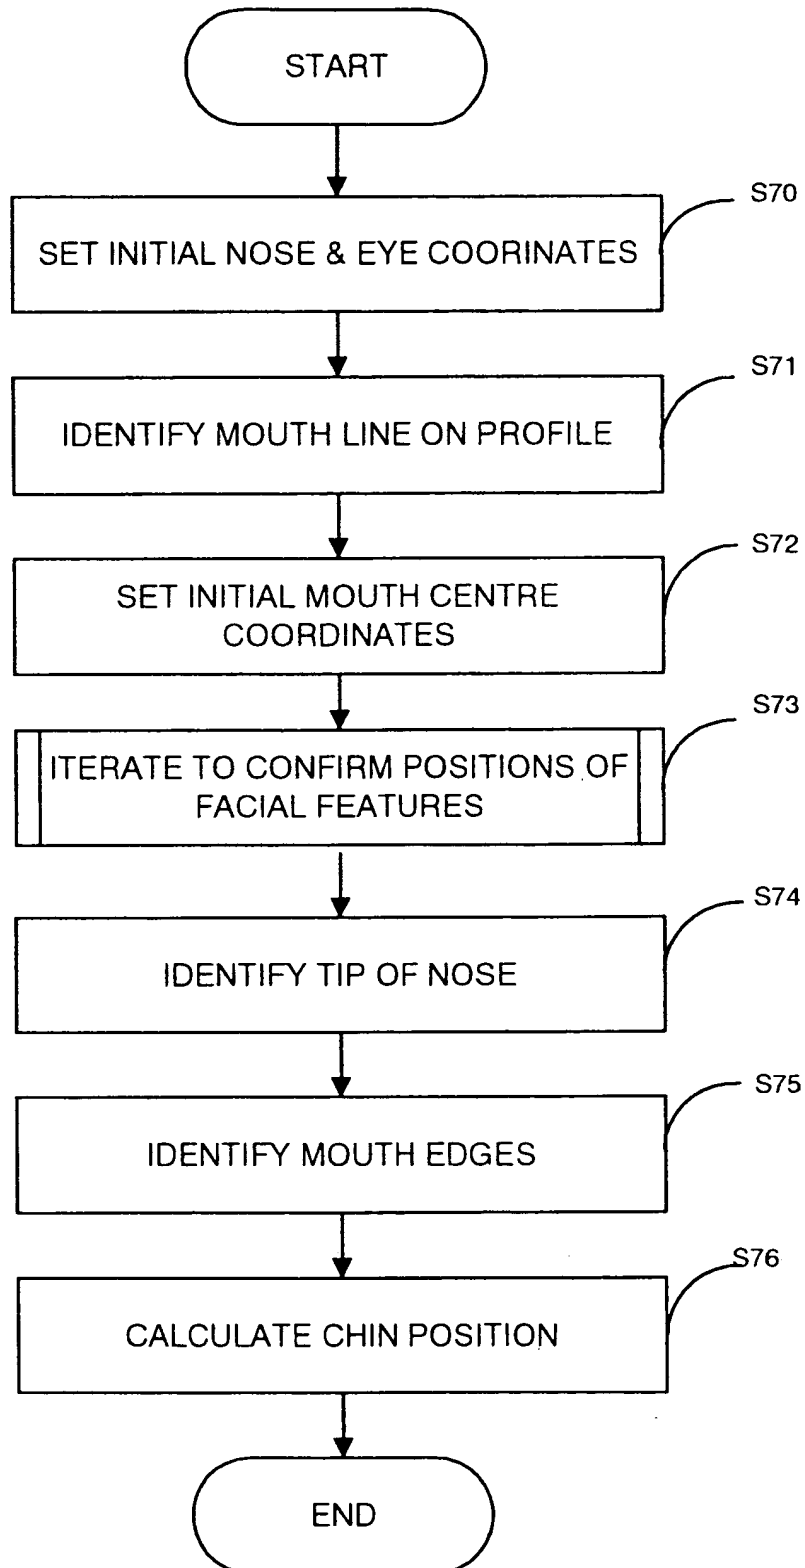 START
S70
SET INITIAL NOSE & EYE COORINATES
S71
IDENTIFY MOUTH LINE ON PROFILE
S72
SET INITIAL MOUTH CENTRE
COORDINATES
S73
ITERATE TO CONFIRM POSITIONS OF
FACIAL FEATURES
S74
IDENTIFY TIP OF NOSE
S75
IDENTIFY MOUTH EDGES
S76
CALCULATE CHIN POSITION
END